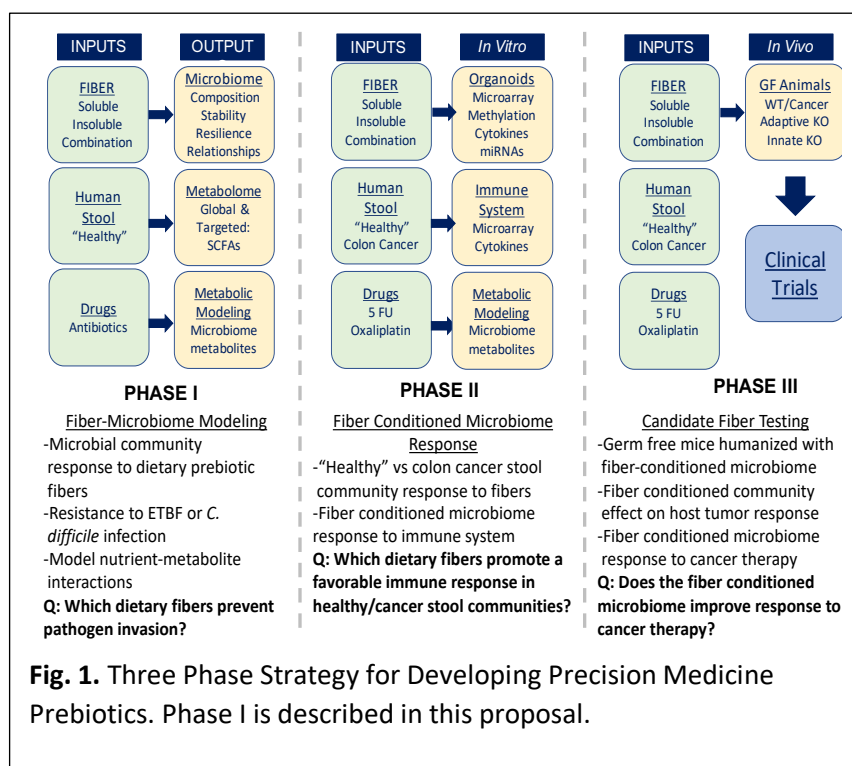 INPUTS
OUTPUT
FIBER
Soluble
Insoluble
Combination
Microbiome
Composition
Stability
Resilience
Relationships
Human
Stool
“Healthy”
Metabolome
Global &
Targeted:
SCFAs
Drugs
Antibiotics
Metabolic
Modeling
Microbiome
metabolites
PHASE I
Fiber-Microbiome Modeling
-Microbial community
response to dietary prebiotic
fibers
-Resistance to ETBF or C.
difficile infection
-Model nutrient-metabolite
interactions
Q: Which dietary fibers prevent
pathogen invasion?
INPUTS
In Vitro
FIBER
Soluble
Insoluble
Combination
Organoids
Microarray
Methylation
Cytokines
miRNAs
Human
Stool
“Healthy”
Colon Cancer
Immune
System
Microarray
Cytokines
Drugs
5 FU
Oxaliplatin
Metabolic
Modeling
Microbiome
metabolites
PHASE II
Fiber Conditioned Microbiome
Response
-“Healthy” vs colon cancer stool
community response to fibers
-Fiber conditioned microbiome
response to immune system
Q: Which dietary fibers promote a
favorable immune response in
healthy/cancer stool communities?
INPUTS
In Vivo
FIBER
Soluble
Insoluble
Combination
GF Animals
WT/Cancer
Adaptive KO
Innate KO
Human
Stool
“Healthy”
Colon Cancer
Clinical
Trials
Drugs
5 FU
Oxaliplatin
PHASE III
Candidate Fiber Testing
-Germ free mice humanized with
fiber-conditioned microbiome
-Fiber conditioned community
effect on host tumor response
-Fiber conditioned microbiome
response to cancer therapy
Q: Does the fiber conditioned
microbiome improve response to
cancer therapy?
Fig. 1. Three Phase Strategy for Developing Precision Medicine
Prebiotics. Phase I is described in this proposal.